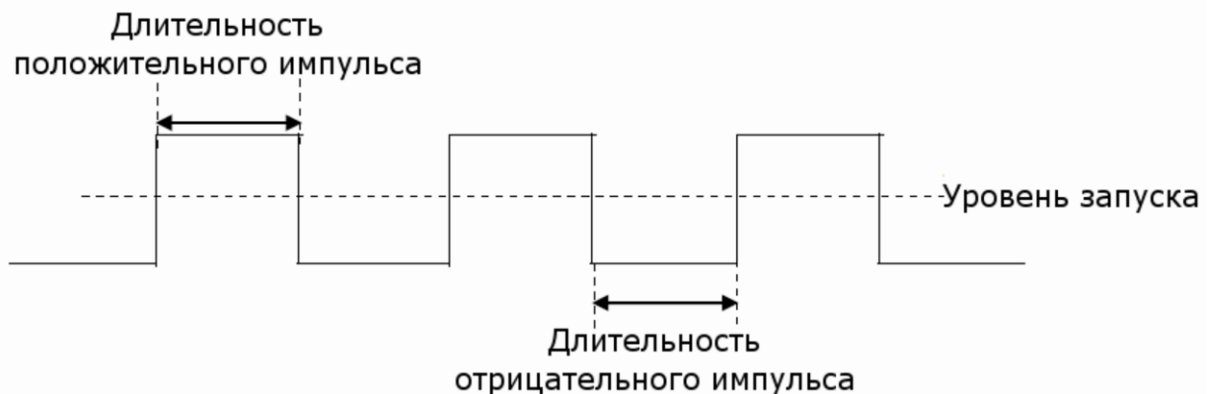 Длительность
положительного импульса
Уровень запуска
Длительность
отрицательного импульса